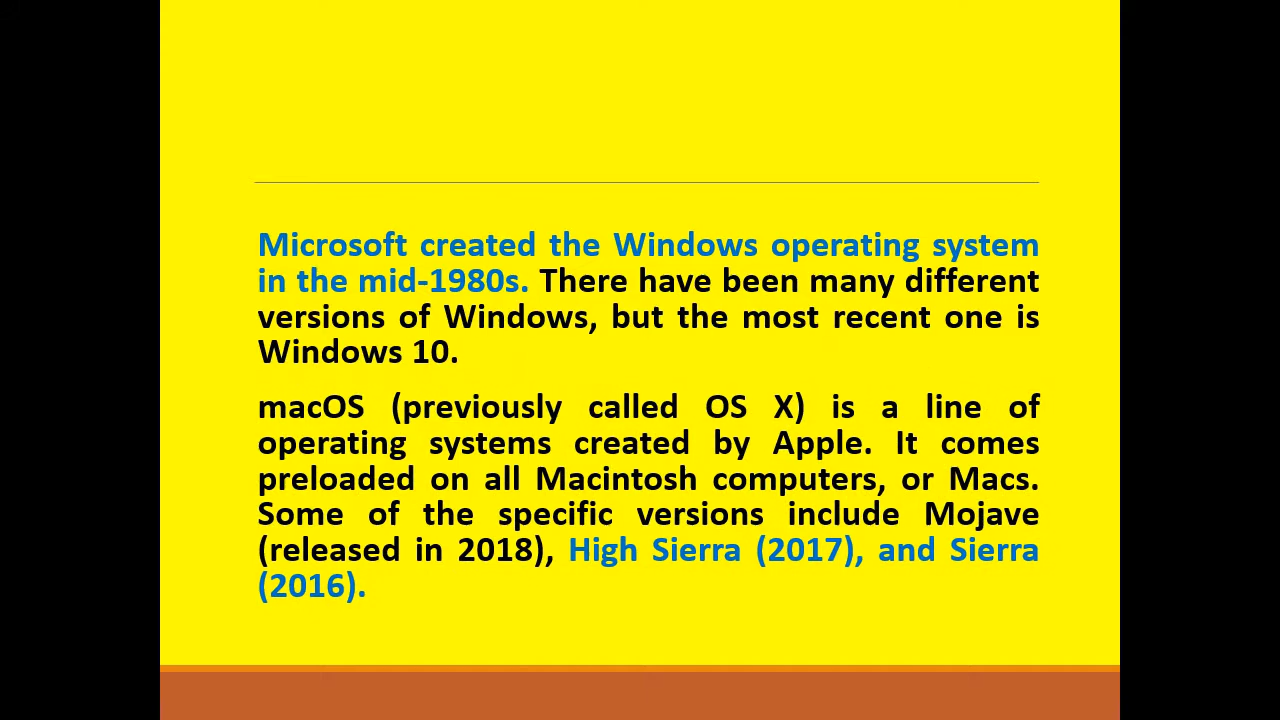 Microsoft created the Windows operating system
in the mid-1980s. There have been many different
versions of Windows, but the most recent one is
Windows 10.
macOS (previously called OS X) is a line of
operating systems created by Apple. It comes
preloaded on all Macintosh computers, or Macs.
Some of the specific versions include Mojave
(released in 2018), High Sierra (2017), and Sierra
(2016).